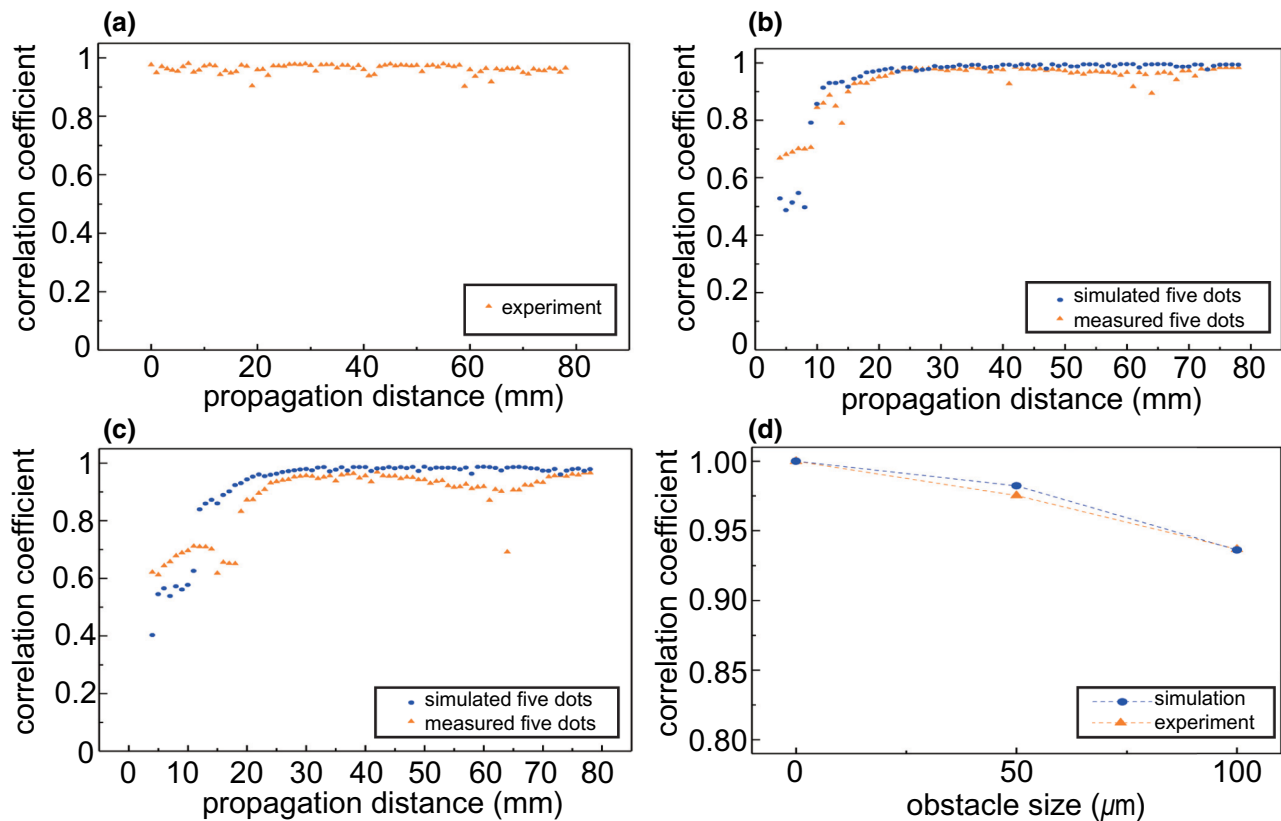 (a)
correlation coefficient
1
0.8
0.6
0.4
0.2
0
experiment
0 20 40 60 80
propagation distance (mm)
(b)
correlation coefficient
1
0.8
0.6
0.4
0.2
0
simulated five dots
measured five dots
0 10 20 30 40 50 60 70 80
propagation distance (mm)
(c)
correlation coefficient
1
0.8
0.6
0.4
0.2
0
simulated five dots
measured five dots
0 10 20 30 40 50 60 70 80
propagation distance (mm)
(d)
correlation coefficient
1.00
0.95
0.90
0.85
0.80
simulation
experiment
0 50 100
obstacle size (μm)